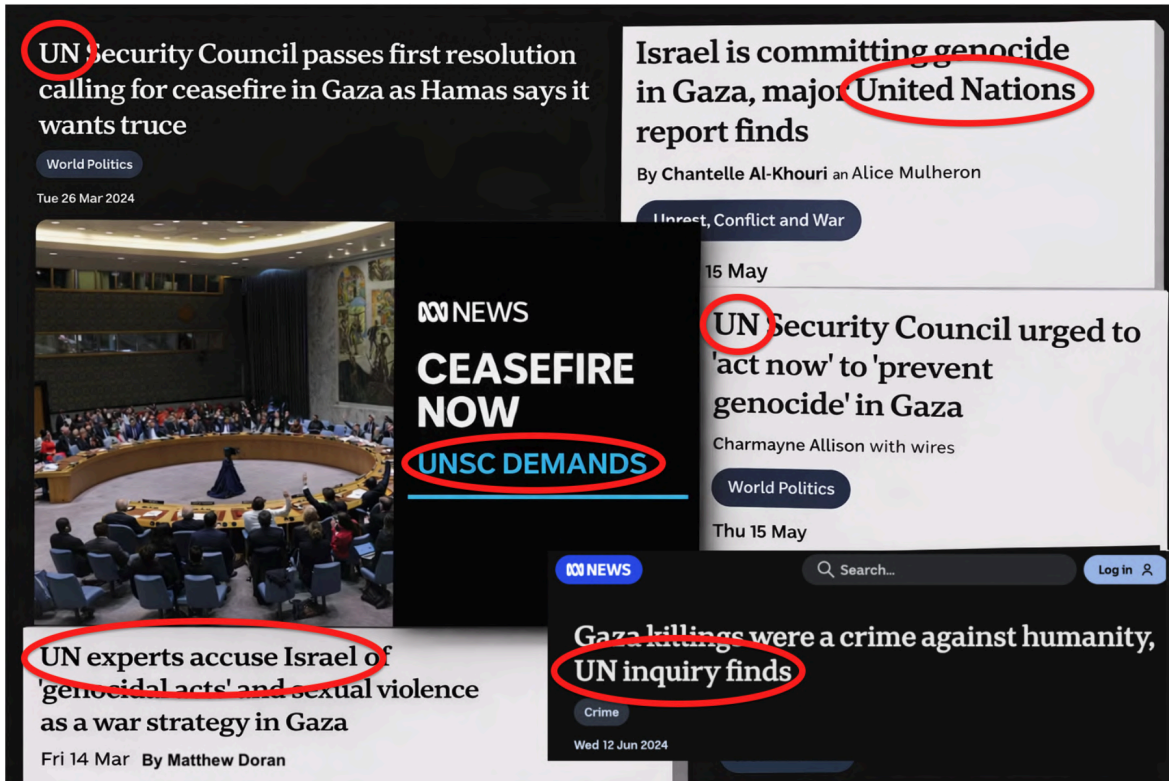 UN Security Council passes first resolution
calling for ceasefire in Gaza as Hamas says it
wants truce
World Politics
Tue 26 Mar 2024
Israel is committing genocide
in Gaza, major United Nations
report finds
By Chantelle Al-Khouri an Alice Mulheron
Unrest, Conflict and War
15 May
NEWS
CEASEFIRE
NOW
UNSC DEMANDS
UN Security Council urged to
'act now' to 'prevent
genocide' in Gaza
Charmayne Allison with wires
World Politics
Thu 15 May
UN experts accuse Israel of
'genocidal acts' and sexual violence
as a war strategy in Gaza
Fri 14 Mar By Matthew Doran
NEWS
Search...
Log in
Gaza killings were a crime against humanity,
UN inquiry finds
Crime
Wed 12 Jun 2024